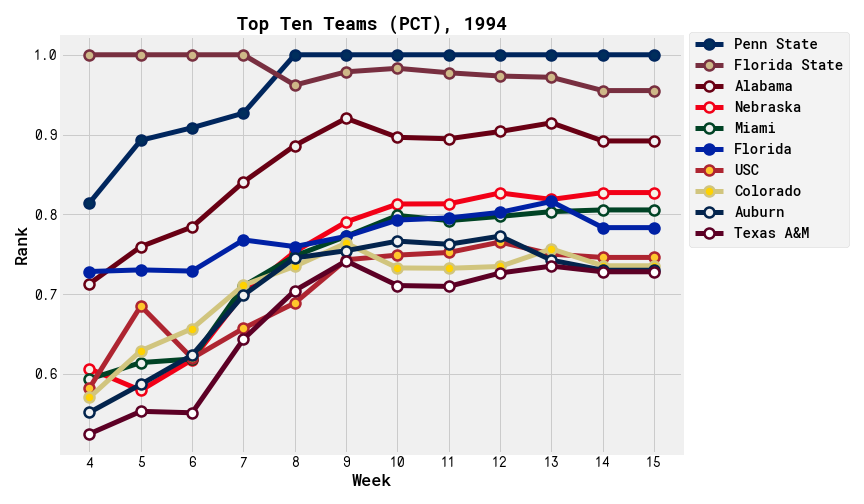 Top Ten Teams (PCT), 1994
Rank
1.0
0.9
0.8
0.7
0.6
4 5 6 7 8 9 10 11 12 13 14 15
Week
Penn State
Florida State
Alabama
Nebraska
Miami
Florida
USC
Colorado
Auburn
Texas A&M